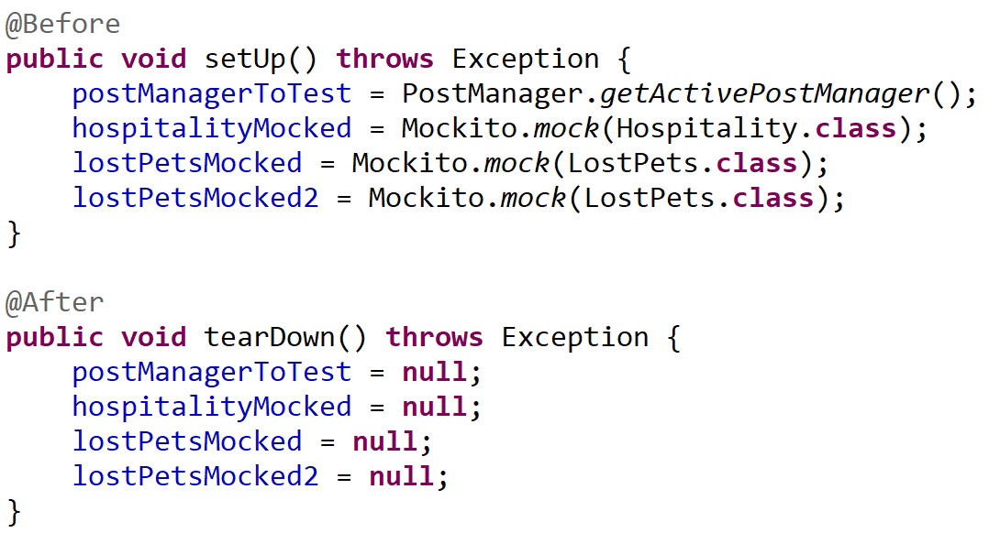 @Before
public void setUp() throws Exception {
    postManagerToTest = PostManager.getActivePostManager();
    hospitalityMocked = Mockito.mock(Hospitality.class);
    lostPetsMocked = Mockito.mock(LostPets.class);
    lostPetsMocked2 = Mockito.mock(LostPets.class);
}

@After
public void tearDown() throws Exception {
    postManagerToTest = null;
    hospitalityMocked = null;
    lostPetsMocked = null;
    lostPetsMocked2 = null;
}